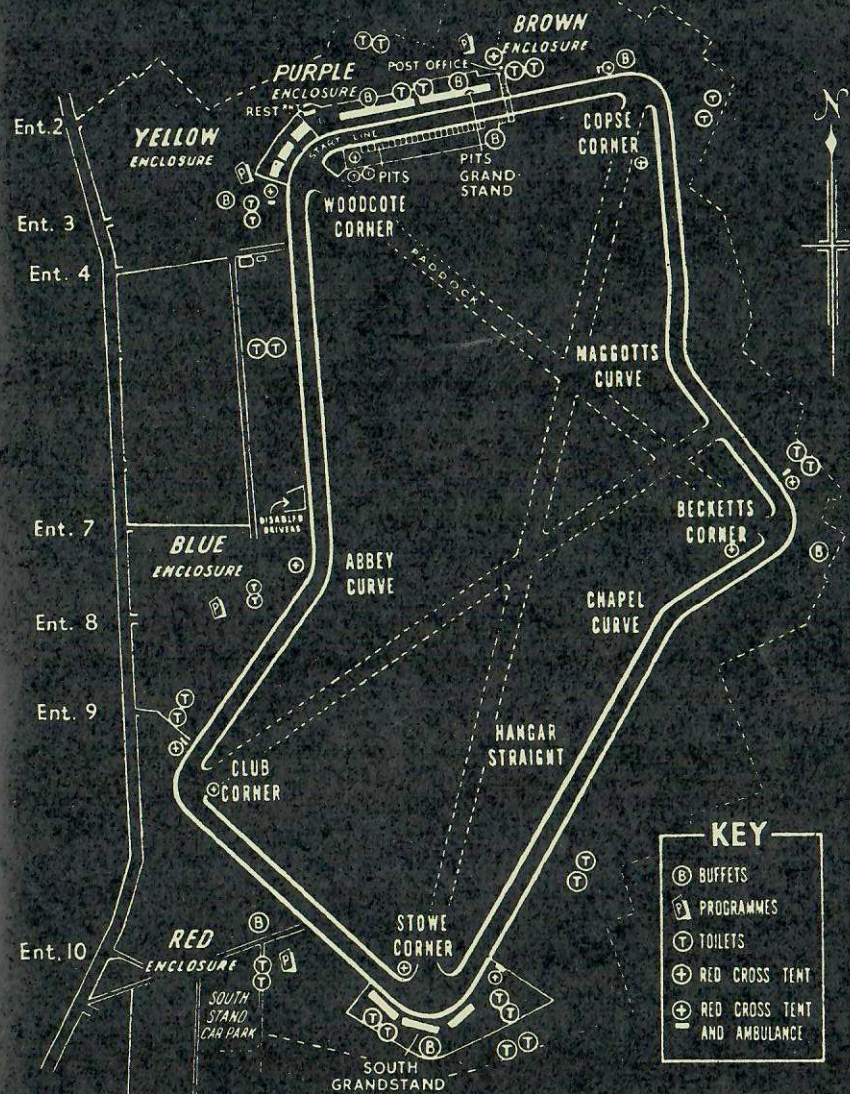 BROWN
ENCLOSURE
POST OFFICE
PURPLE
ENCLOSURE
REST
Ent. 2
YELLOW
ENCLOSURE
START LINE
COPSE
CORNER
PITS
PITS
GRAND-
STAND
N
WOODCOTE
CORNER
Ent. 3
Ent. 4
PADDOCK
MAGGOTTS
CURVE
DISABLED
DRIVERS
BECKETTS
CORNER
Ent. 7
BLUE
ENCLOSURE
ABBEY
CURVE
CHAPEL
CURVE
Ent. 8
Ent. 9
HANGAR
STRAIGHT
CLUB
CORNER
Ent. 10
RED
ENCLOSURE
STOWE
CORNER
SOUTH
STAND
CAR PARK
SOUTH
GRANDSTAND
KEY
B BUFFETS
P PROGRAMMES
T TOILETS
RED CROSS TENT
RED CROSS TENT
AND AMBULANCE